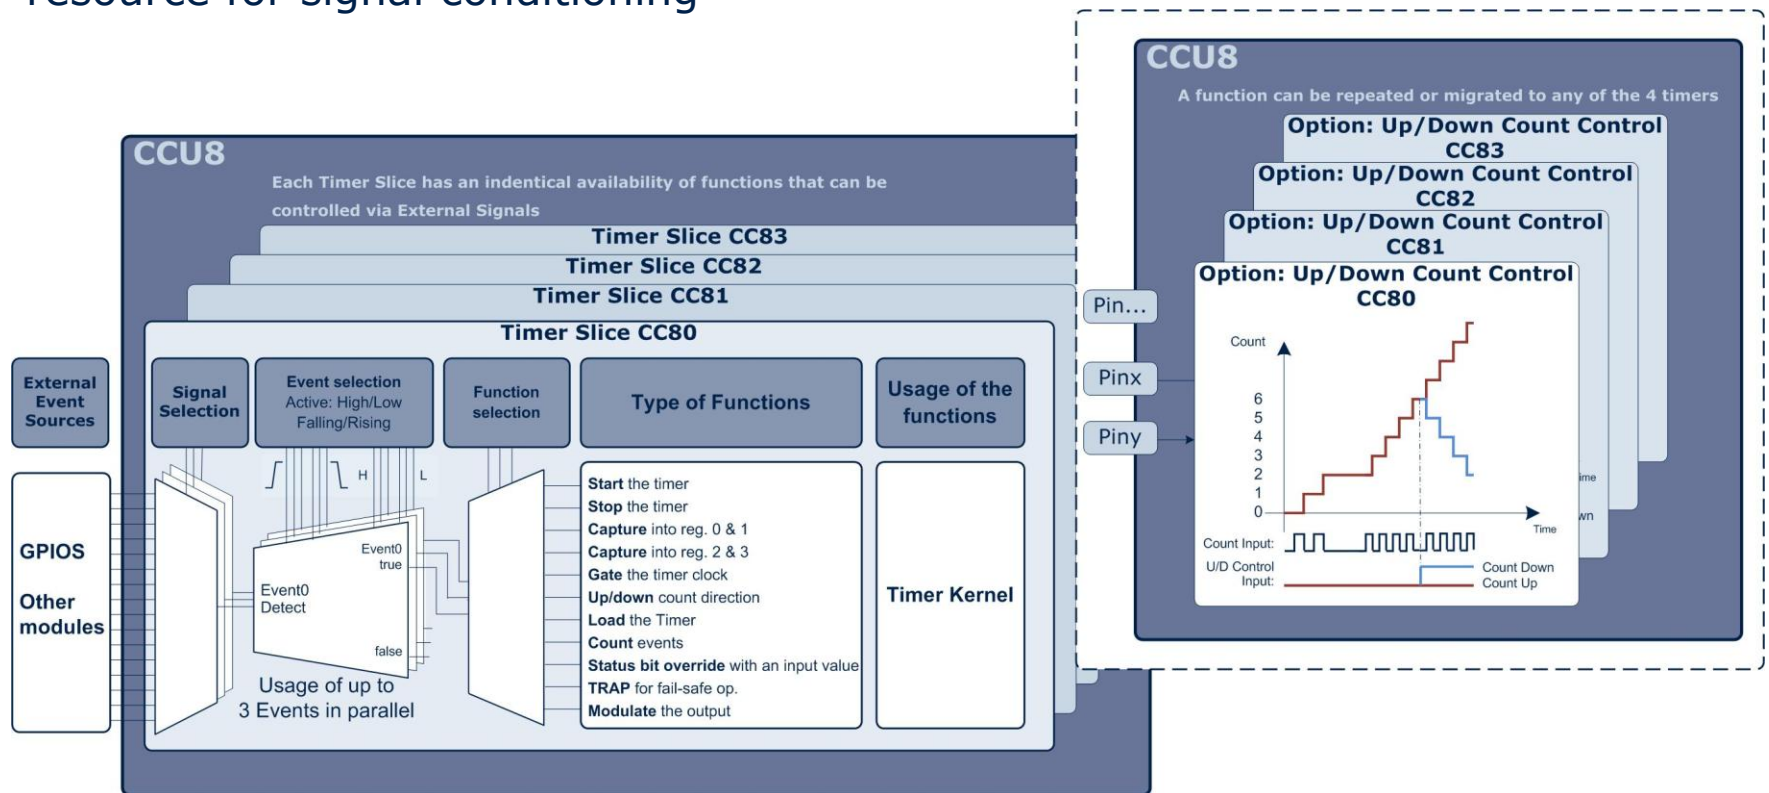 resource for signal conditioning
CCU8
Each Timer Slice has an indentical availability of functions that can be
controlled via External Signals
Timer Slice CC83
Timer Slice CC82
Timer Slice CC81
Timer Slice CC80
External
Event
Sources
Signal
Selection
Event selection
Active: High/Low
Falling/Rising
Function
selection
Type of Functions
Usage of the
functions
H
L
GPIOS
Other
modules
Event0
Detect
Event0
true
false
Usage of up to
3 Events in parallel
Start the timer
Stop the timer
Capture into reg. 0 & 1
Capture into reg. 2 & 3
Gate the timer clock
Up/down count direction
Load the Timer
Count events
Status bit override with an input value
TRAP for fail-safe op.
Modulate the output
Timer Kernel
Pin...
Pinx
Piny
CCU8
A function can be repeated or migrated to any of the 4 timers
Option: Up/Down Count Control
CC83
Option: Up/Down Count Control
CC82
Option: Up/Down Count Control
CC81
Option: Up/Down Count Control
CC80
Count
6
5
4
3
2
1
0
Time
Count Input:
U/D Control
Input:
Count Down
Count Up